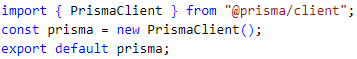 import { PrismaClient } from "@prisma/client";
const prisma = new PrismaClient();
export default prisma;